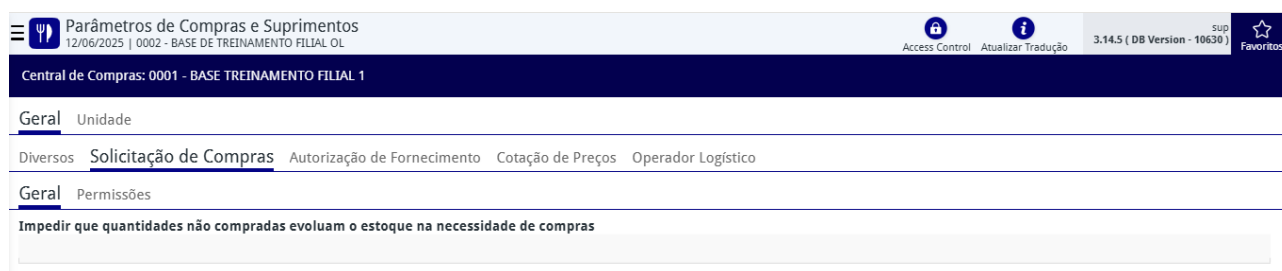 Parâmetros de Compras e Suprimentos
12/06/2025 | 0002 - BASE DE TREINAMENTO FILIAL OL
Access Control Atualizar Tradução
sup
3.14.5 ( DB Version - 10630 )
Favoritos
Central de Compras: 0001 - BASE TREINAMENTO FILIAL 1
Geral Unidade
Diversos Solicitação de Compras Autorização de Fornecimento Cotação de Preços Operador Logístico
Geral Permissões
Impedir que quantidades não compradas evoluam o estoque na necessidade de compras